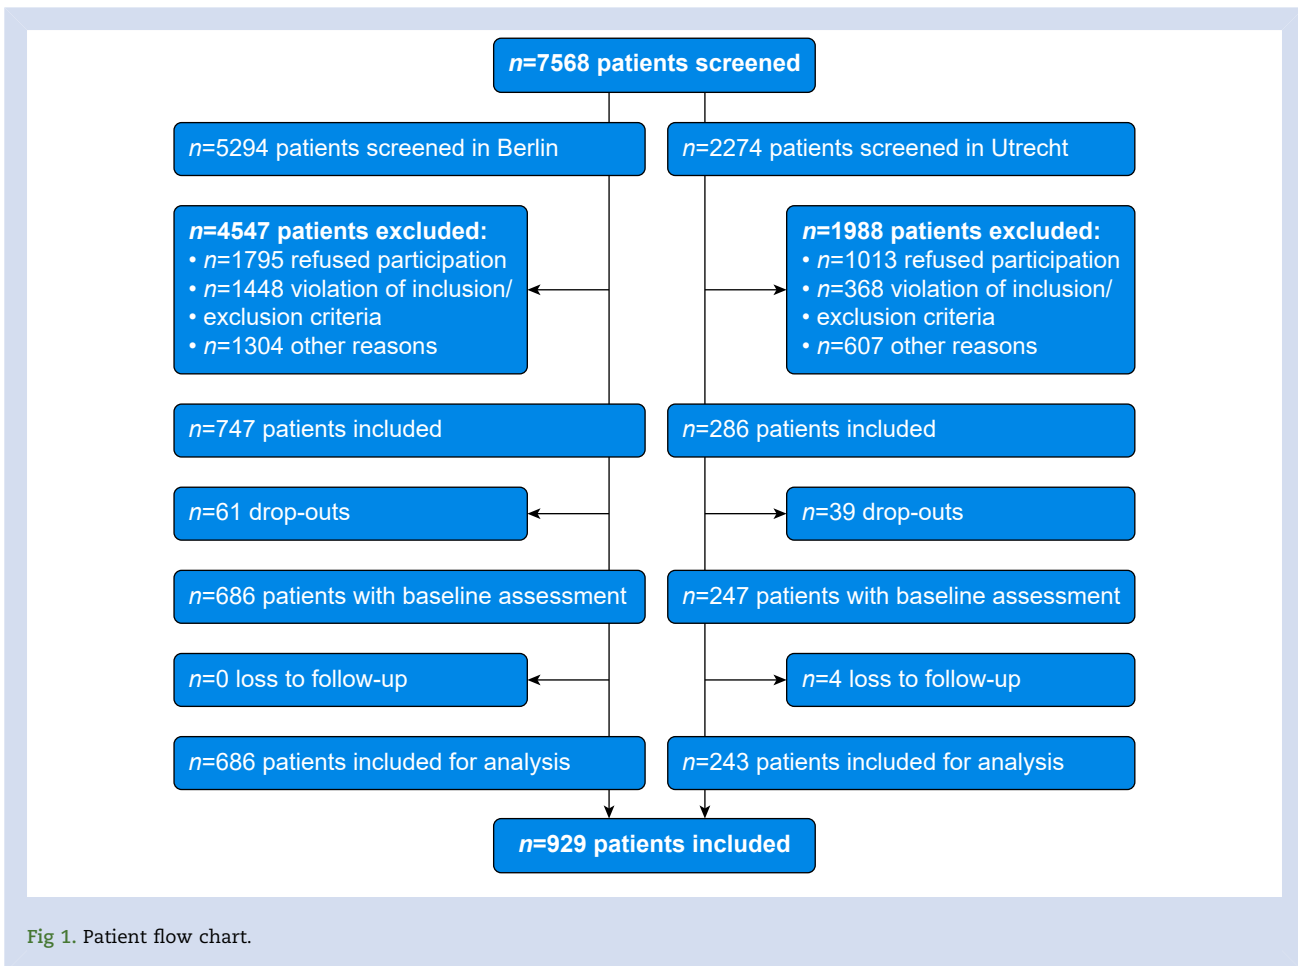 n=7568 patients screened
n=5294 patients screened in Berlin
n=2274 patients screened in Utrecht
n=4547 patients excluded:
• n=1795 refused participation
• n=1448 violation of inclusion/
• exclusion criteria
• n=1304 other reasons
n=1988 patients excluded:
• n=1013 refused participation
• n=368 violation of inclusion/
• exclusion criteria
• n=607 other reasons
n=747 patients included
n=286 patients included
n=61 drop-outs
n=39 drop-outs
n=686 patients with baseline assessment
n=247 patients with baseline assessment
n=0 loss to follow-up
n=4 loss to follow-up
n=686 patients included for analysis
n=243 patients included for analysis
n=929 patients included
Fig 1. Patient flow chart.